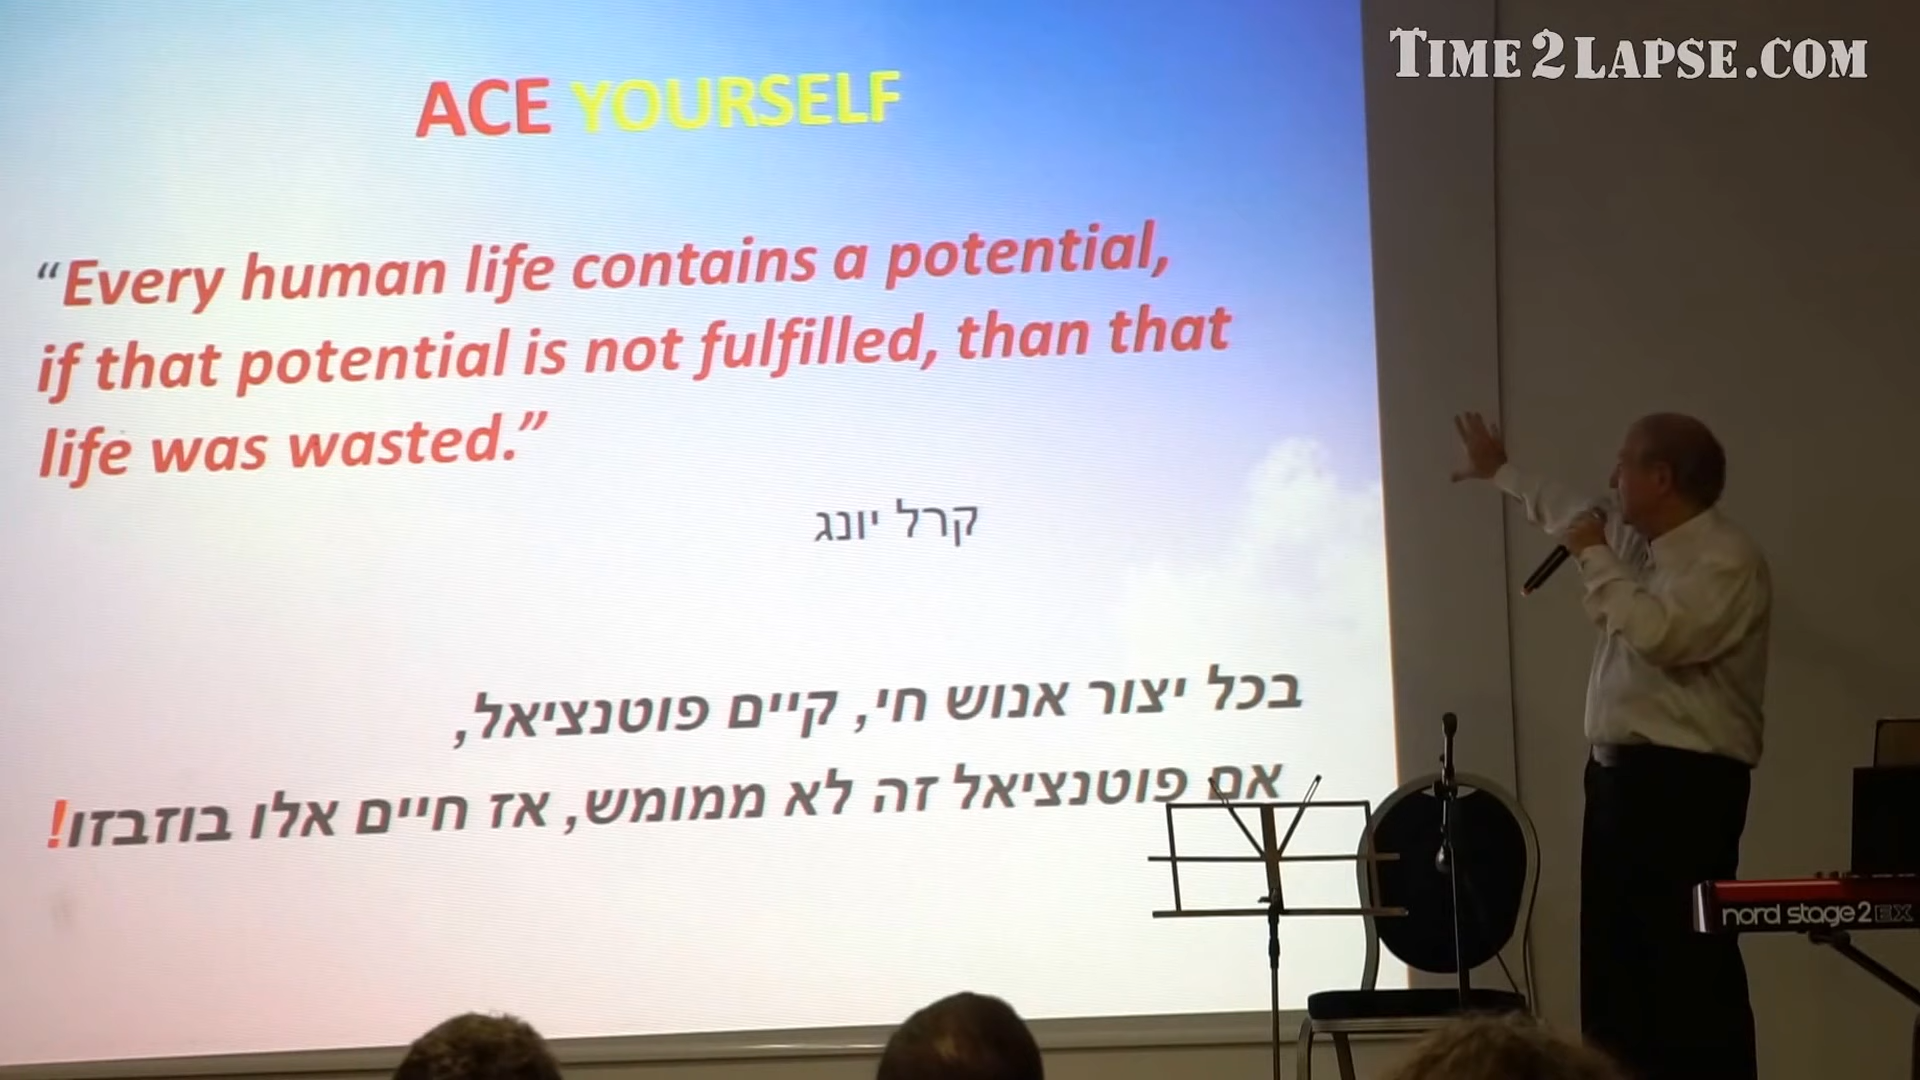 TIME2LAPSE.COM
ACE YOURSELF
“Every human life contains a potential,
if that potential is not fulfilled, than that
life was wasted.”
קרל יונג
בכל יצור אנוש חי, קיים פוטנציאל,
אם פוטנציאל זה לא ממומש, אז חיים אלו בוזבזו!
nord stage 2 EX